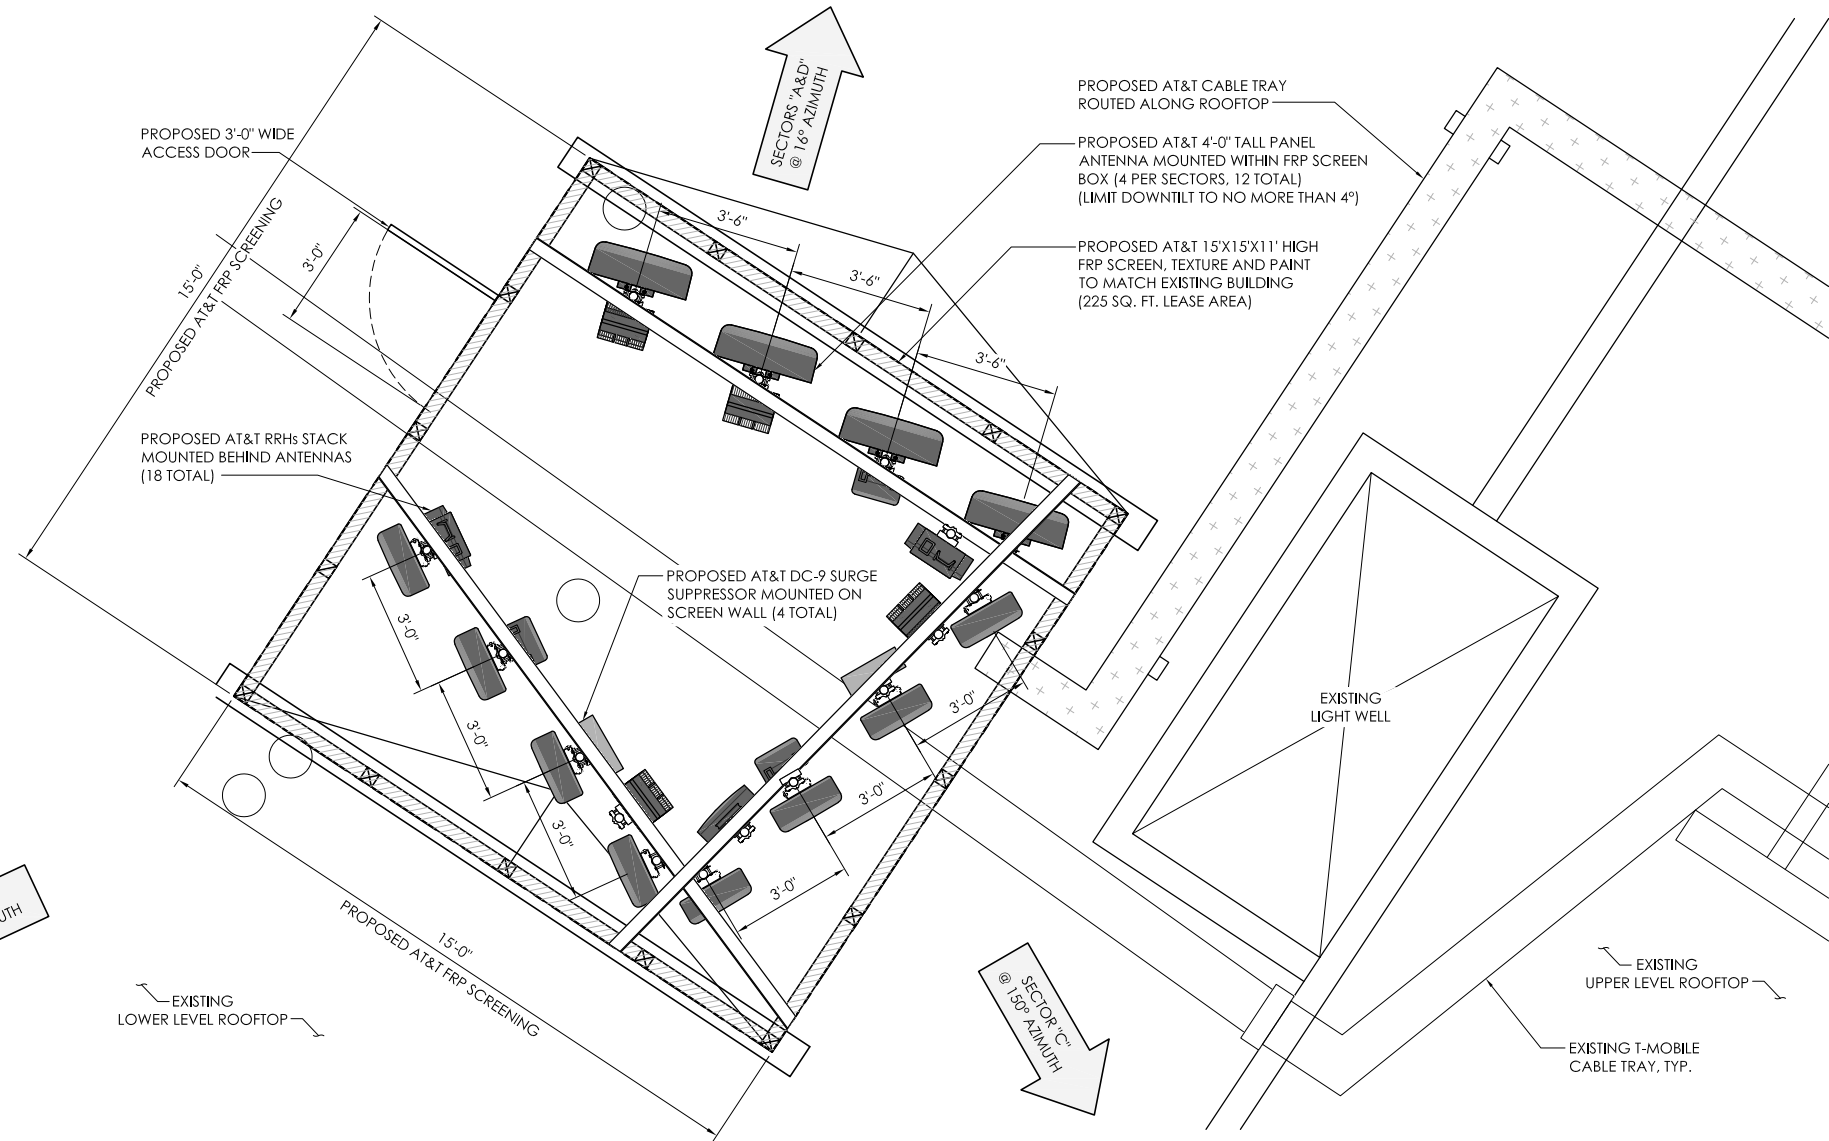 SECTORS "A&D"
@ 16° AZIMUTH
PROPOSED AT&T CABLE TRAY
ROUTED ALONG ROOFTOP
PROPOSED 3'-0" WIDE
ACCESS DOOR
PROPOSED AT&T 4'-0" TALL PANEL
ANTENNA MOUNTED WITHIN FRP SCREEN
BOX (4 PER SECTORS, 12 TOTAL)
(LIMIT DOWNTILT TO NO MORE THAN 4°)
3'-6"
3'-6"
3'-6"
PROPOSED AT&T 15'X15'X11' HIGH
FRP SCREEN, TEXTURE AND PAINT
TO MATCH EXISTING BUILDING
(225 SQ. FT. LEASE AREA)
3'-0"
15'-0"
PROPOSED AT&T FRP SCREENING
PROPOSED AT&T RRHs STACK
MOUNTED BEHIND ANTENNAS
(18 TOTAL)
PROPOSED AT&T DC-9 SURGE
SUPPRESSOR MOUNTED ON
SCREEN WALL (4 TOTAL)
3'-0"
3'-0"
3'-0"
3'-0"
3'-0"
3'-0"
EXISTING
LIGHT WELL
15'-0"
PROPOSED AT&T FRP SCREENING
UTH
EXISTING
LOWER LEVEL ROOFTOP
SECTOR "C"
@ 150° AZIMUTH
EXISTING
UPPER LEVEL ROOFTOP
EXISTING T-MOBILE
CABLE TRAY, TYP.